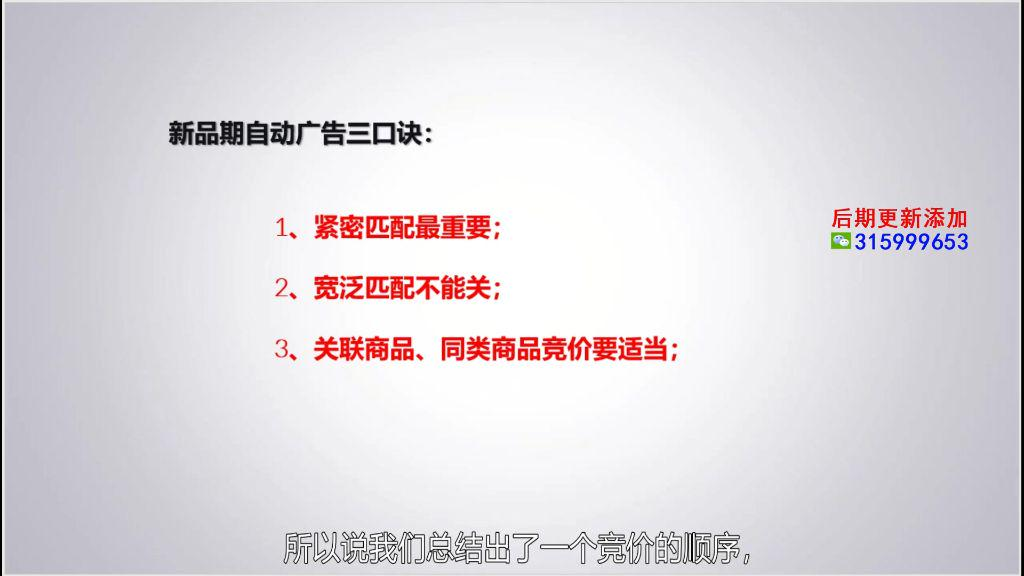 新品期自动广告三口诀：
1、紧密匹配最重要；
后期更新添加
315999653
2、宽泛匹配不能关；
3、关联商品、同类商品竞价要适当；
所以说我们总结出了一个竞价的顺序，